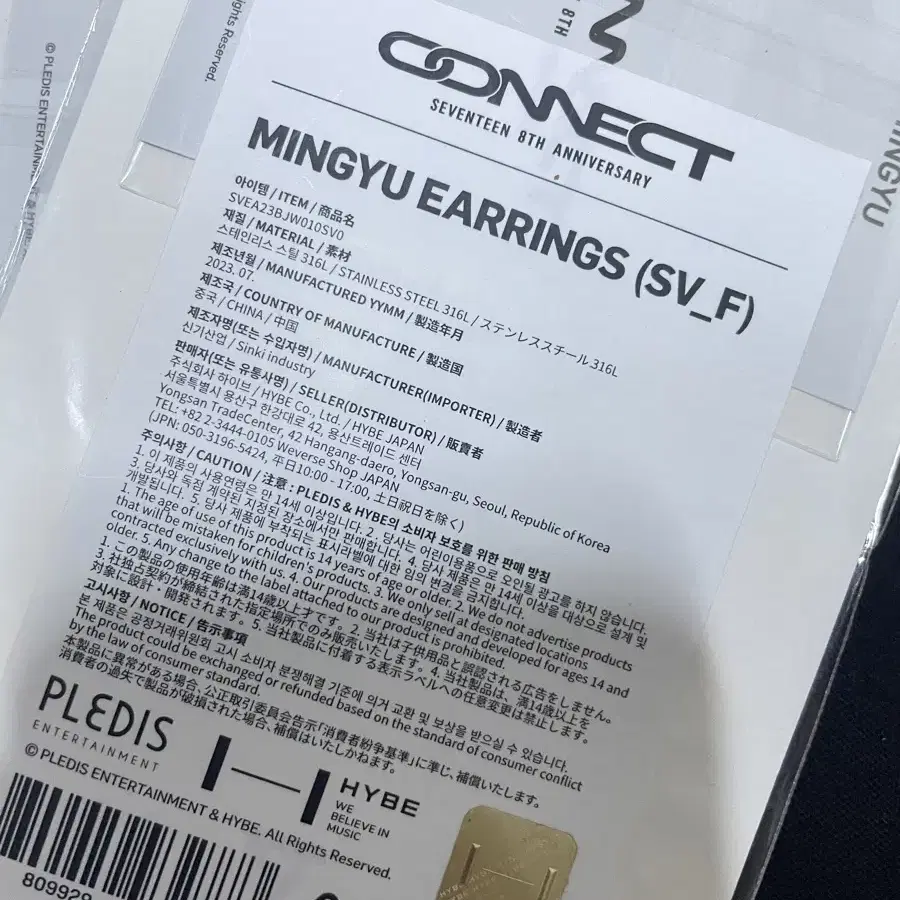 © PLEDIS ENTERTAINMENT & HYBE.
ights Reserved.
8TH
MINGYU
CONNECT
SEVENTEEN 8TH ANNIVERSARY
MINGYU EARRINGS (SV_F)
아이템 / ITEM / 商品名
SVEA23BJW010SV0
재질 / MATERIAL / 素材
스테인리스 스틸 316L / STAINLESS STEEL 316L / ステンレススチール 316L
제조년월 / MANUFACTURED YYMM / 製造年月
2023. 07.
제조국 / COUNTRY OF MANUFACTURE / 製造国
중국 / CHINA / 中国
제조자명(또는 수입자명) / MANUFACTURER(IMPORTER) / 製造者
신기산업 / Sinki industry
판매자(또는 유통사명) / SELLER(DISTRIBUTOR) / 販賣者
주식회사 하이브 / HYBE Co., Ltd. / HYBE JAPAN
서울특별시 용산구 한강대로 42, 용산트레이드 센터
Yongsan TradeCenter, 42 Hangang-daero, Yongsan-gu, Seoul, Republic of Korea
TEL: +82 2-3444-0105 Weverse Shop JAPAN
(JPN: 050-3196-5424, 平日10:00 - 17:00, 土日祝日を除く)
주의사항 / CAUTION / 注意 : PLEDIS & HYBE의 소비자 보호를 위한 판매 방침
1. 이 제품의 사용연령은 만 14세 이상입니다. 2. 당사는 어린이용품으로 오인될 광고를 하지 않습니다.
3. 당사와 독점 계약된 지정된 장소에서만 판매합니다. 4. 당사 제품은 만 14세 이상을 대상으로 설계 및
개발됩니다. 5. 당사 제품에 부착되는 표시라벨에 대한 임의 변경을 금지합니다.
1. The age of use of this product is 14 years of age or older. 2. We do not advertise products
that will be mistaken for children's products. 3. We only sell at designated locations
contracted exclusively with us. 4. Our products are designed and developed for ages 14 and
older. 5. Any change to the label attached to our product is prohibited.
1. この製品の使用年齢は満14歳以上です。2. 当社は子供用品と誤認される広告をしません。
3. 社独占契約が締結された指定場所でのみ販売いたします。4. 当社製品は、満14歳以上を
対象に設計・開発されます。5. 当社製品に付着する表示ラベルへの任意変更は禁止します。
고시사항 / NOTICE / 告示事項
본 제품은 공정거래위원회 고시 소비자 분쟁해결 기준에 의거 교환 및 보상을 받으실 수 있습니다.
The product could be exchanged or refunded based on the standard of consumer conflict
by the law of consumer standard.
本製品に異常がある場合、公正取引委員会告示「消費者紛争基準」に準じ、補償いたします。
消費者の過失で製品が破損された場合、補償はいたしかねます。
PLEDIS
ENTERTAINMENT
HYBE
WE
BELIEVE IN
MUSIC
© PLEDIS ENTERTAINMENT & HYBE. All Rights Reserved.
809928